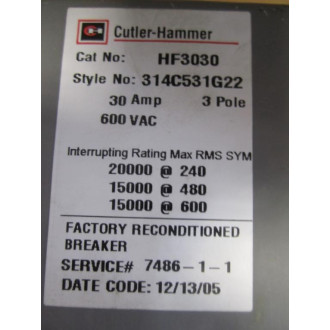 Cutler-Hammer
Cat No: HF3030
Style No: 314C531G22
30 Amp 3 Pole
600 VAC
Interrupting Rating Max RMS SYM
20000 @ 240
15000 @ 480
15000 @ 600
FACTORY RECONDITIONED
BREAKER
SERVICE# 7486-1-1
DATE CODE: 12/13/05